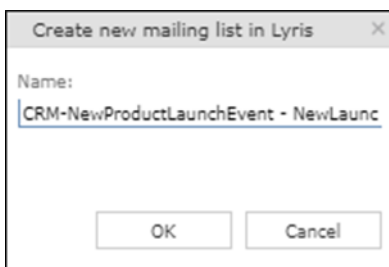 Create new mailing list in Lyris
Name:
CRM-NewProductLaunchEvent - NewLaunc
OK
Cancel